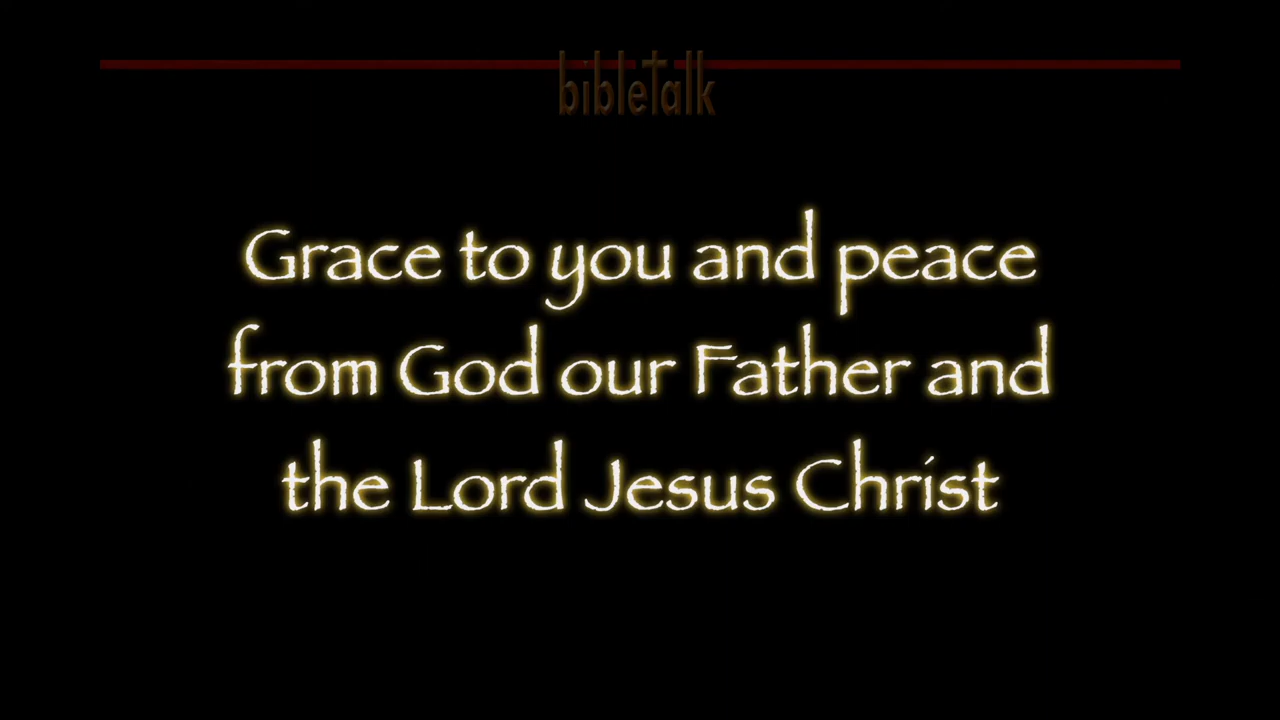 bibletalk
Grace to you and peace
from God our Father and
the Lord Jesus Christ